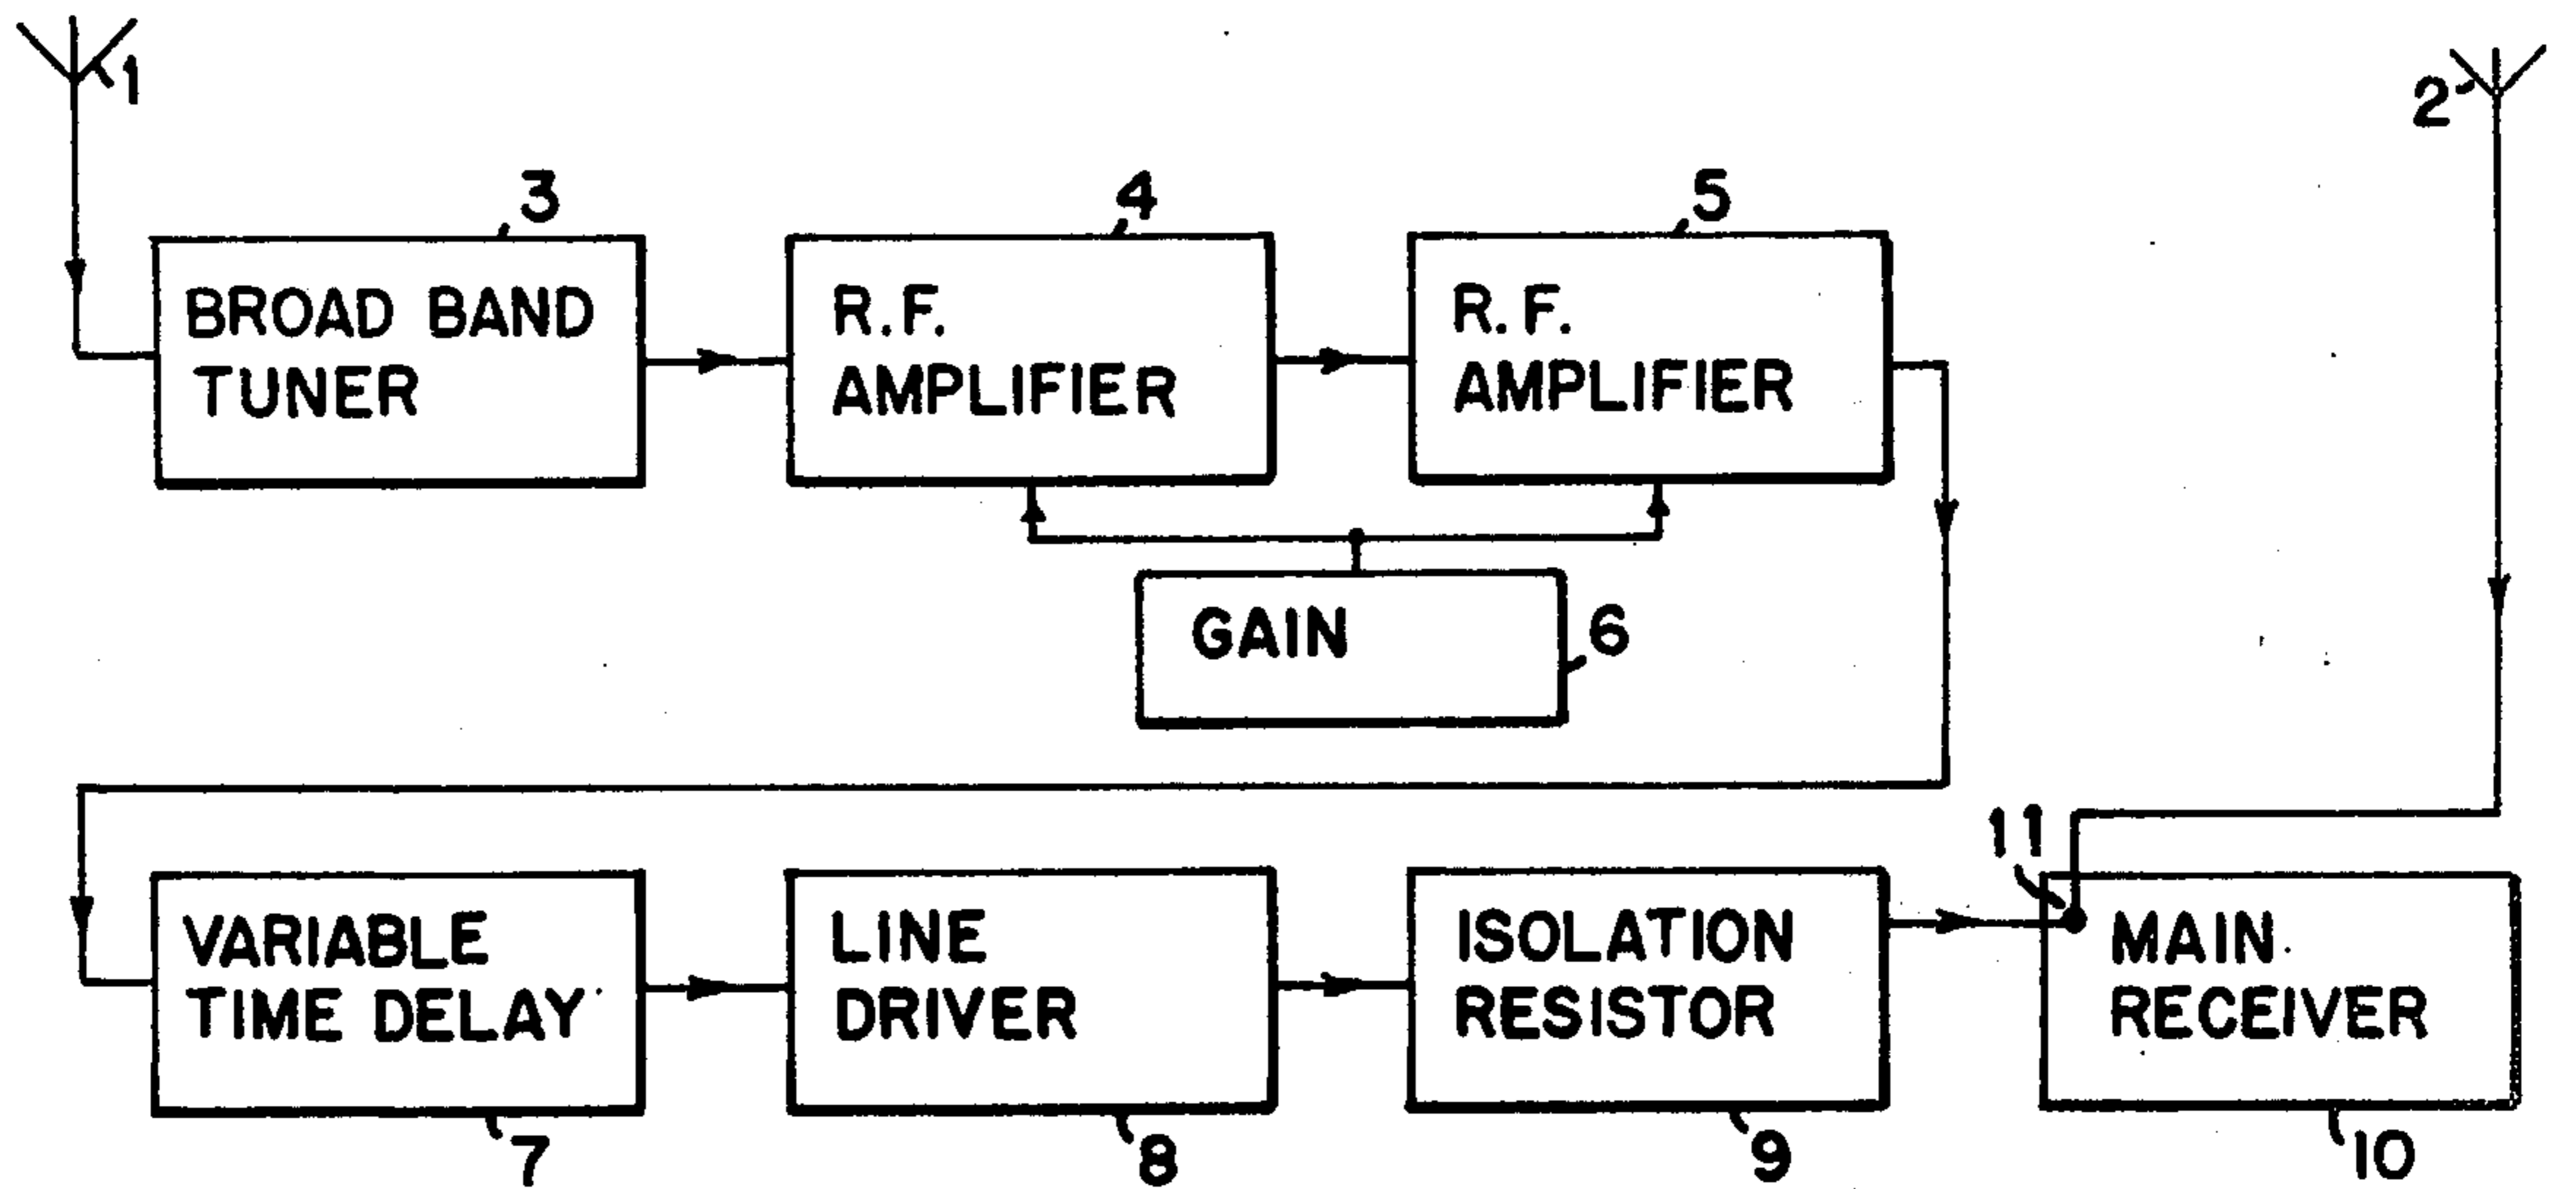 1
2
3
4
5
BROAD BAND
TUNER
R.F.
AMPLIFIER
R.F.
AMPLIFIER
GAIN
6
11
VARIABLE
TIME DELAY
LINE
DRIVER
ISOLATION
RESISTOR
MAIN
RECEIVER
7
8
9
10